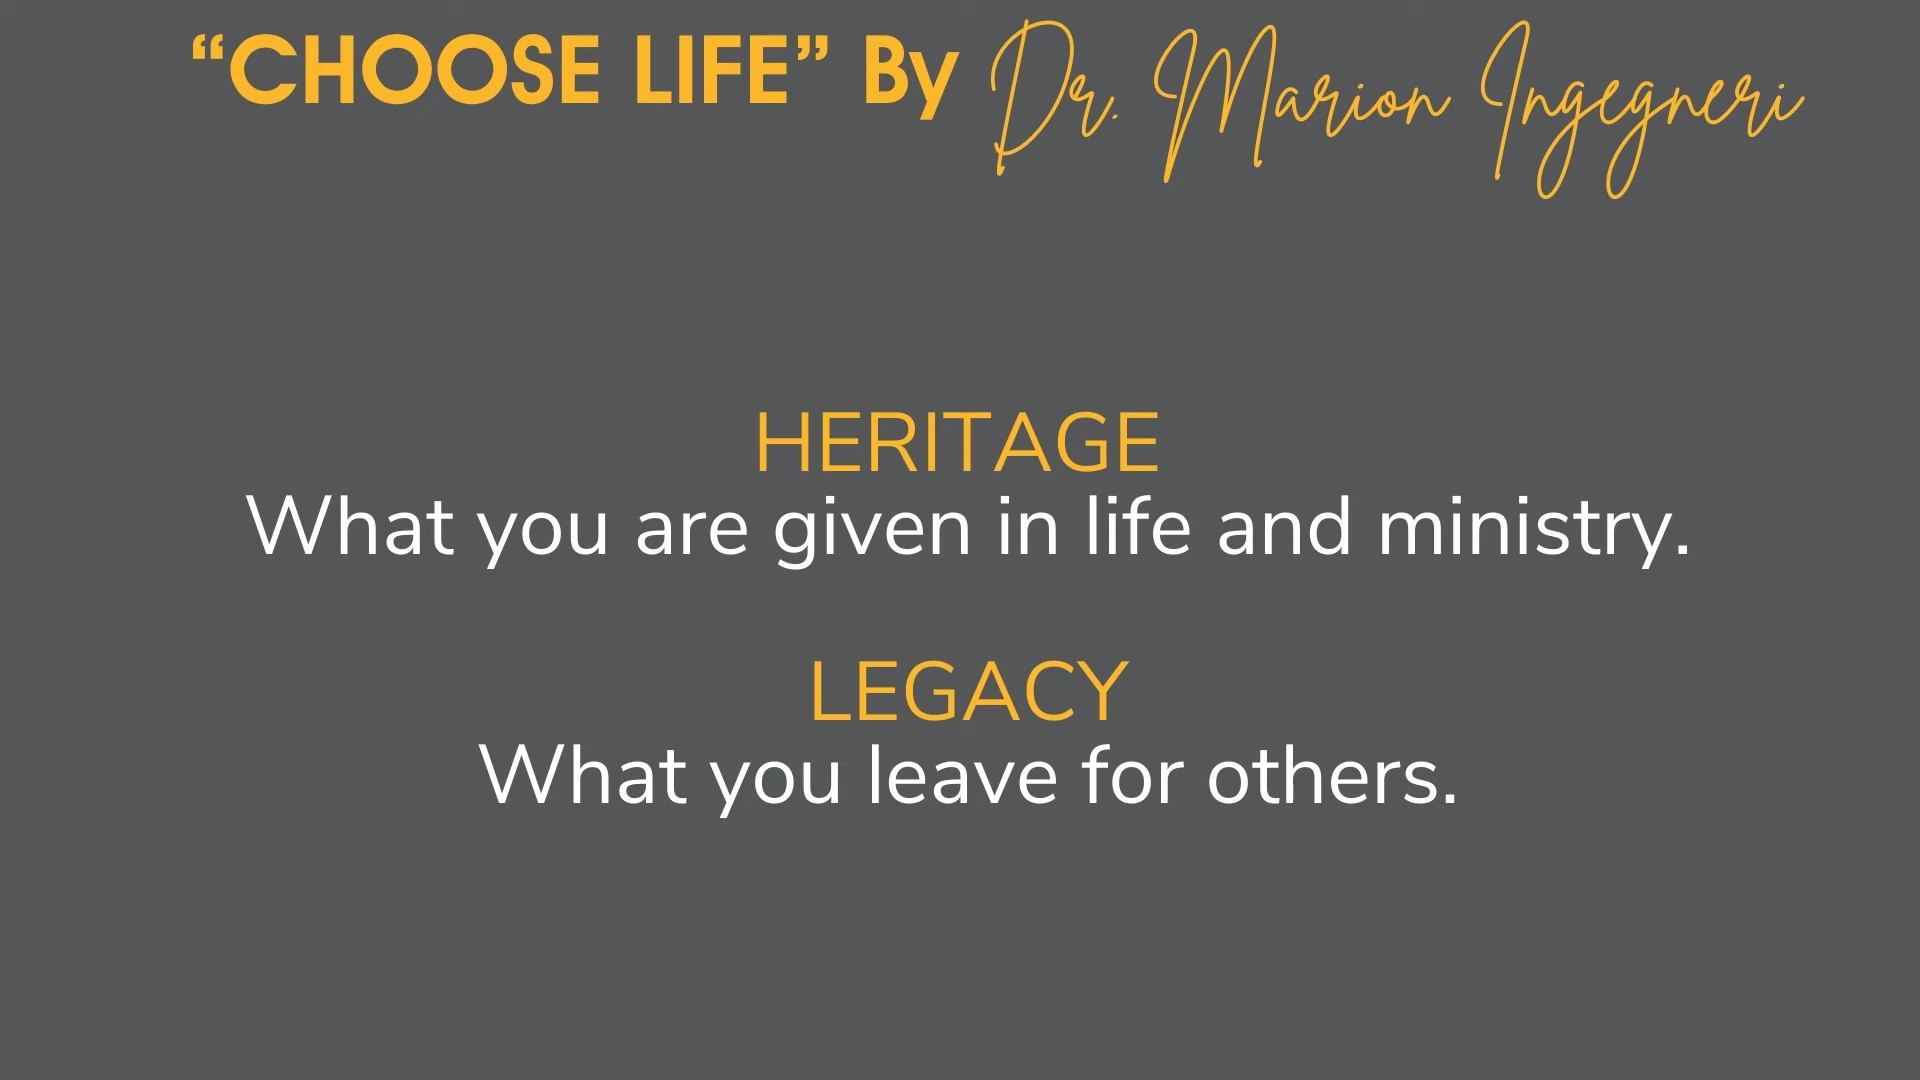 “CHOOSE LIFE” By Dr. Marion Ingegneri
HERITAGE
What you are given in life and ministry.
LEGACY
What you leave for others.